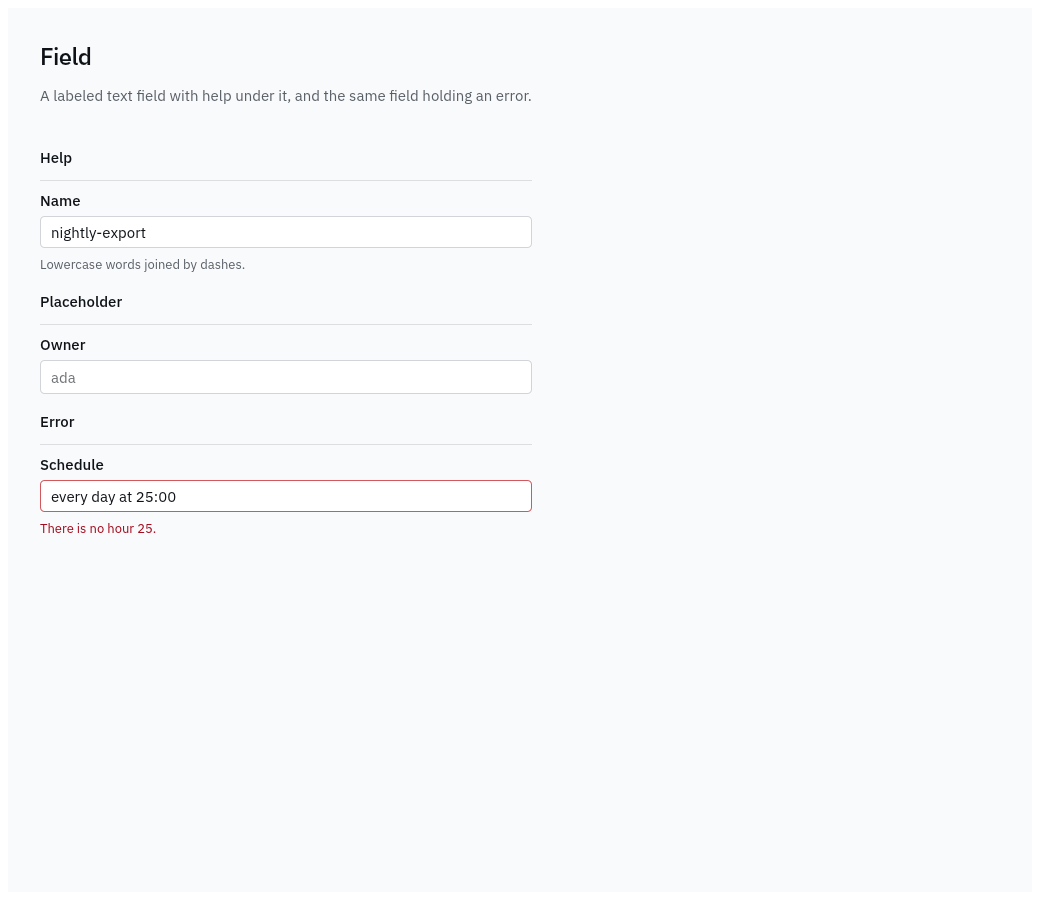 Field
A labeled text field with help under it, and the same field holding an error.
Help
Name
nightly-export
Lowercase words joined by dashes.
Placeholder
Owner
ada
Error
Schedule
every day at 25:00
There is no hour 25.